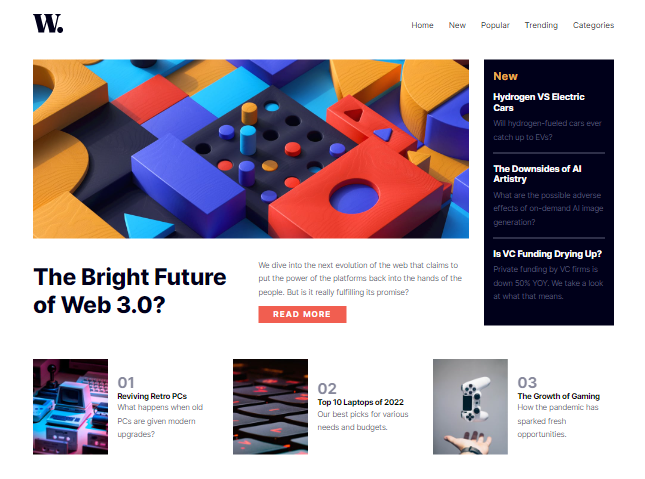 W.
Home New Popular Trending Categories
The Bright Future
of Web 3.0?
We dive into the next evolution of the web that claims to
put the power of the platforms back into the hands of the
people. But is it really fulfilling its promise?
READ MORE
New
Hydrogen VS Electric
Cars
Will hydrogen-fueled cars ever
catch up to EVs?
The Downsides of AI
Artistry
What are the possible adverse
effects of on-demand AI image
generation?
Is VC Funding Drying Up?
Private funding by VC firms is
down 50% YOY. We take a look
at what that means.
01
Reviving Retro PCs
What happens when old
PCs are given modern
upgrades?
02
Top 10 Laptops of 2022
Our best picks for various
needs and budgets.
03
The Growth of Gaming
How the pandemic has
sparked fresh
opportunities.